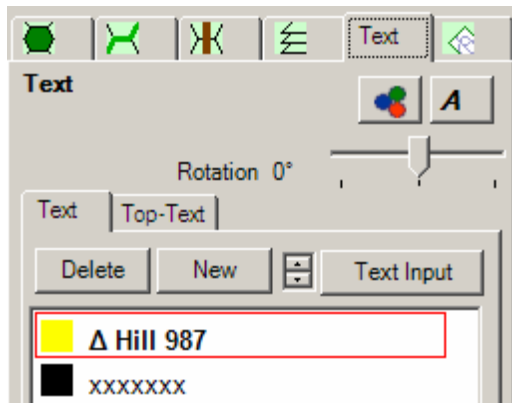 Text
Text
Rotation 0°
Text Top-Text
Delete New Text Input
Δ Hill 987
xxxxxxx